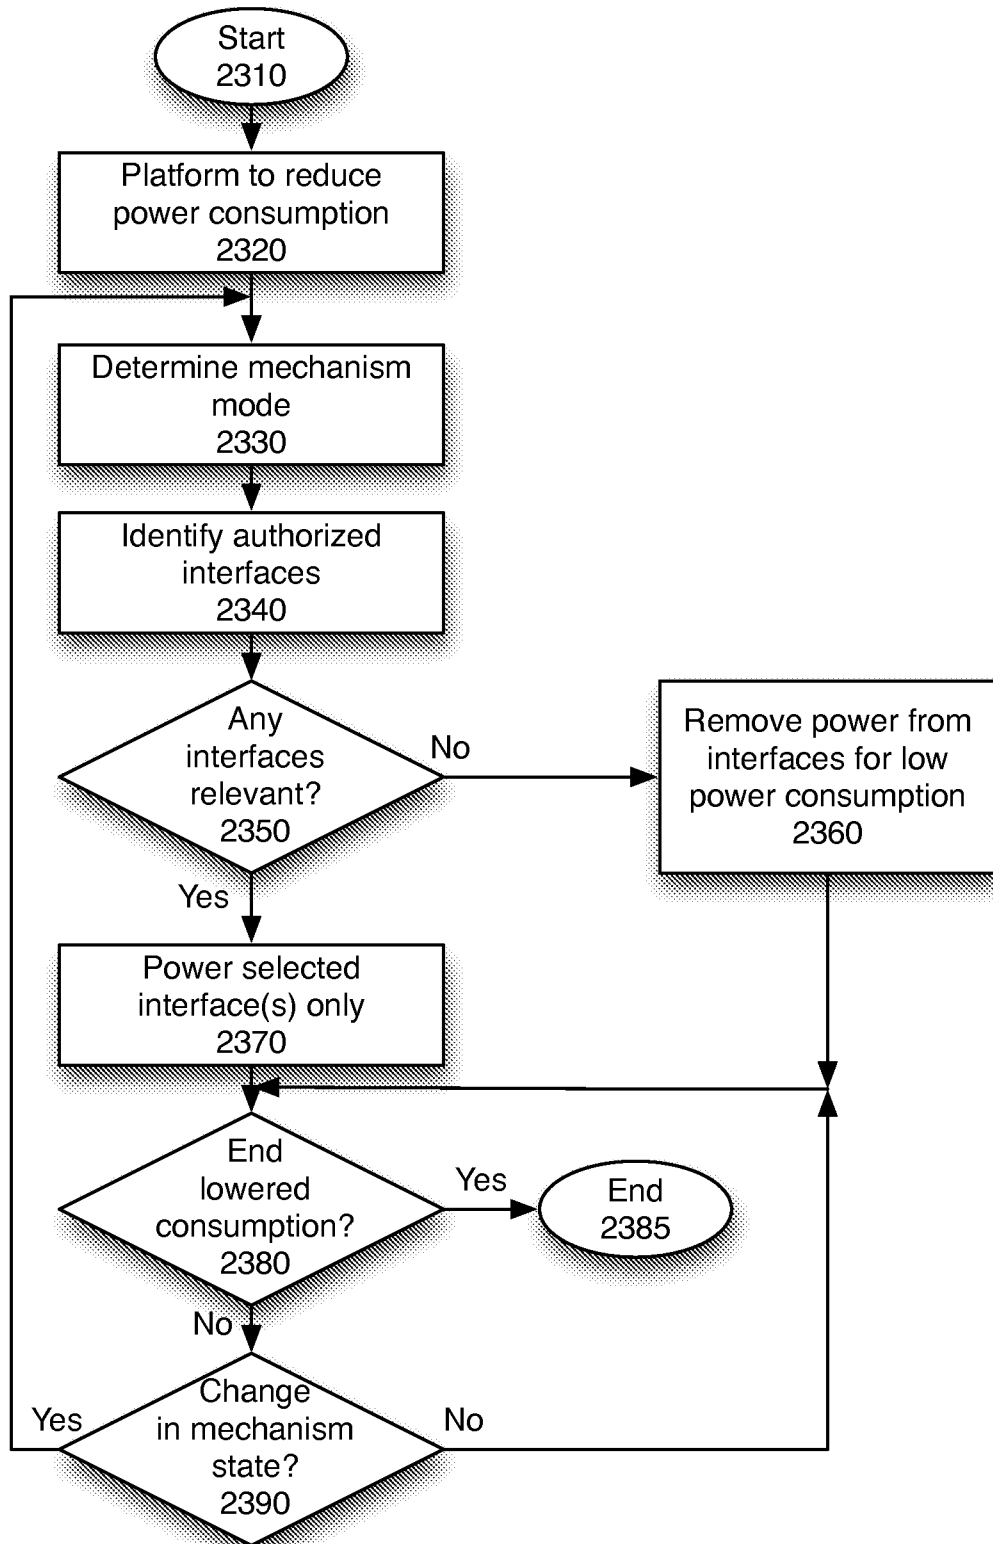 Start
2310
Platform to reduce
power consumption
2320
Determine mechanism
mode
2330
Identify authorized
interfaces
2340
Any
interfaces
relevant?
2350
No
Remove power from
interfaces for low
power consumption
2360
Yes
Power selected
interface(s) only
2370
End
lowered
consumption?
2380
Yes
End
2385
No
Change
in mechanism
state?
2390
Yes
No